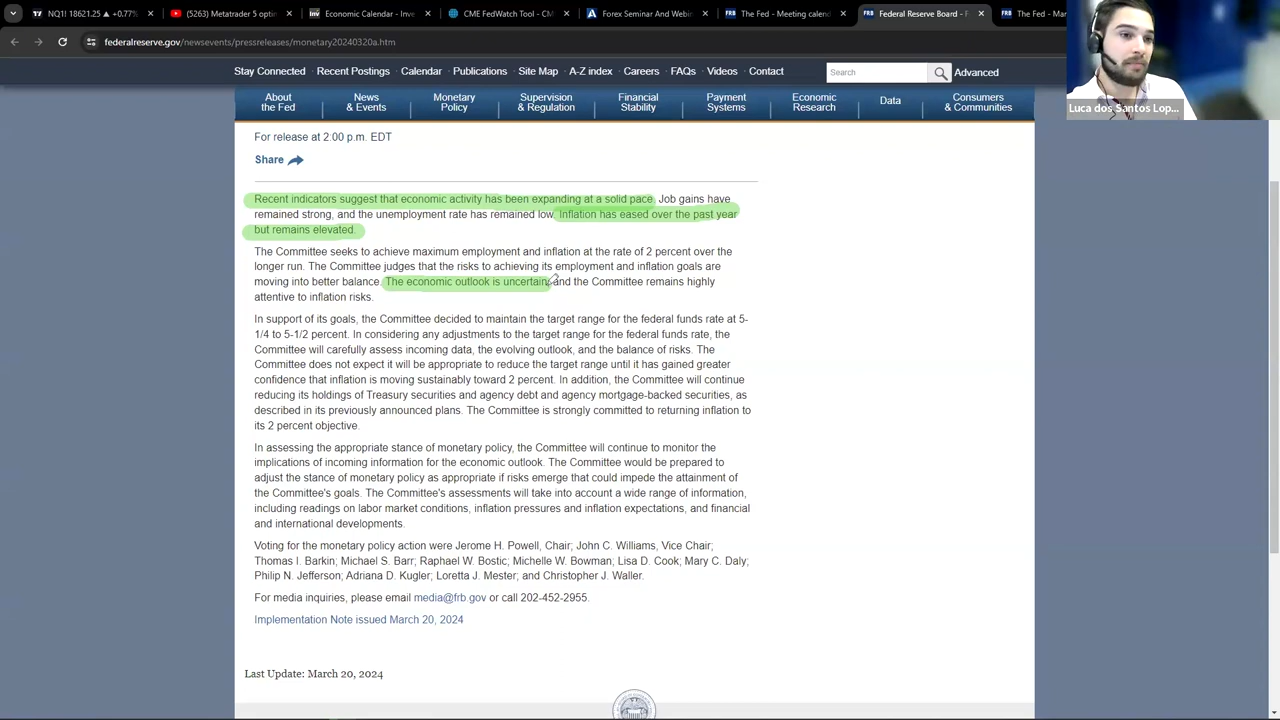 NQ1! 18621.25 ▲ +0.77%
(5263) Metatrader 5 opti
Economic Calendar - Inve
CME FedWatch Tool - CM
Forex Seminar And Webin
The Fed - Meeting calend
Federal Reserve Board - F
The Fed - Mar
federalreserve.gov/newsevents/pressreleases/monetary20240320a.htm
Stay Connected Recent Postings Calendar Publications Site Map A-Z index Careers FAQs Videos Contact Search Advanced
About the Fed
News & Events
Monetary Policy
Supervision & Regulation
Financial Stability
Payment Systems
Economic Research
Data
Consumers & Communities
Luca dos Santos Lop...
For release at 2.00 p.m. EDT
Share
Recent indicators suggest that economic activity has been expanding at a solid pace. Job gains have
remained strong, and the unemployment rate has remained low. Inflation has eased over the past year
but remains elevated.
The Committee seeks to achieve maximum employment and inflation at the rate of 2 percent over the
longer run. The Committee judges that the risks to achieving its employment and inflation goals are
moving into better balance. The economic outlook is uncertain, and the Committee remains highly
attentive to inflation risks.
In support of its goals, the Committee decided to maintain the target range for the federal funds rate at 5-
1/4 to 5-1/2 percent. In considering any adjustments to the target range for the federal funds rate, the
Committee will carefully assess incoming data, the evolving outlook, and the balance of risks. The
Committee does not expect it will be appropriate to reduce the target range until it has gained greater
confidence that inflation is moving sustainably toward 2 percent. In addition, the Committee will continue
reducing its holdings of Treasury securities and agency debt and agency mortgage-backed securities, as
described in its previously announced plans. The Committee is strongly committed to returning inflation to
its 2 percent objective.
In assessing the appropriate stance of monetary policy, the Committee will continue to monitor the
implications of incoming information for the economic outlook. The Committee would be prepared to
adjust the stance of monetary policy as appropriate if risks emerge that could impede the attainment of
the Committee's goals. The Committee's assessments will take into account a wide range of information,
including readings on labor market conditions, inflation pressures and inflation expectations, and financial
and international developments.
Voting for the monetary policy action were Jerome H. Powell, Chair; John C. Williams, Vice Chair;
Thomas I. Barkin; Michael S. Barr; Raphael W. Bostic; Michelle W. Bowman; Lisa D. Cook; Mary C. Daly;
Philip N. Jefferson; Adriana D. Kugler; Loretta J. Mester; and Christopher J. Waller.
For media inquiries, please email media@frb.gov or call 202-452-2955.
Implementation Note issued March 20, 2024
Last Update: March 20, 2024